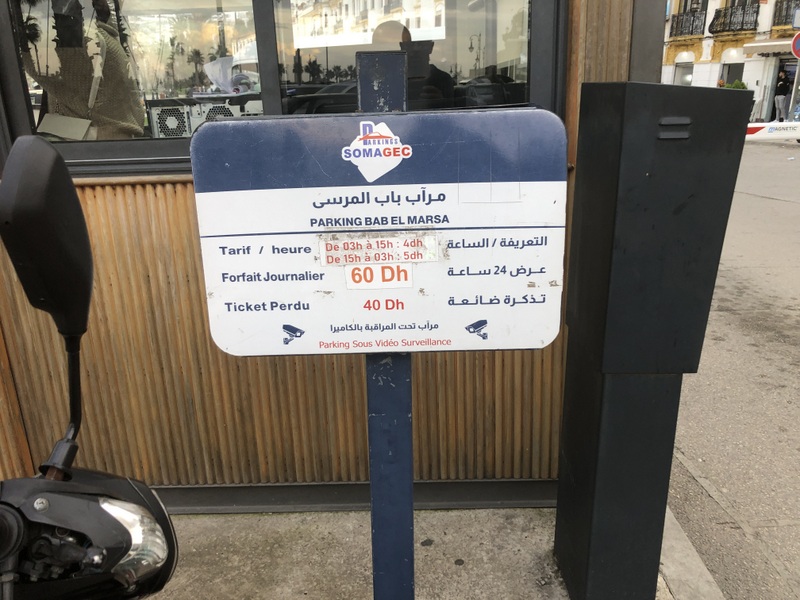 PARKINGS
SOMAGEC
مرآب باب المرسى
PARKING BAB EL MARSA
Tarif / heure De 03h à 15h : 4dh التعريفة / الساعة
De 15h à 03h : 5dh
Forfait Journalier 60 Dh عرض 24 ساعة
Ticket Perdu 40 Dh تذكرة ضائعة
مرآب تحت المراقبة بالكاميرا
Parking Sous Vidéo Surveillance
MAGNETIC